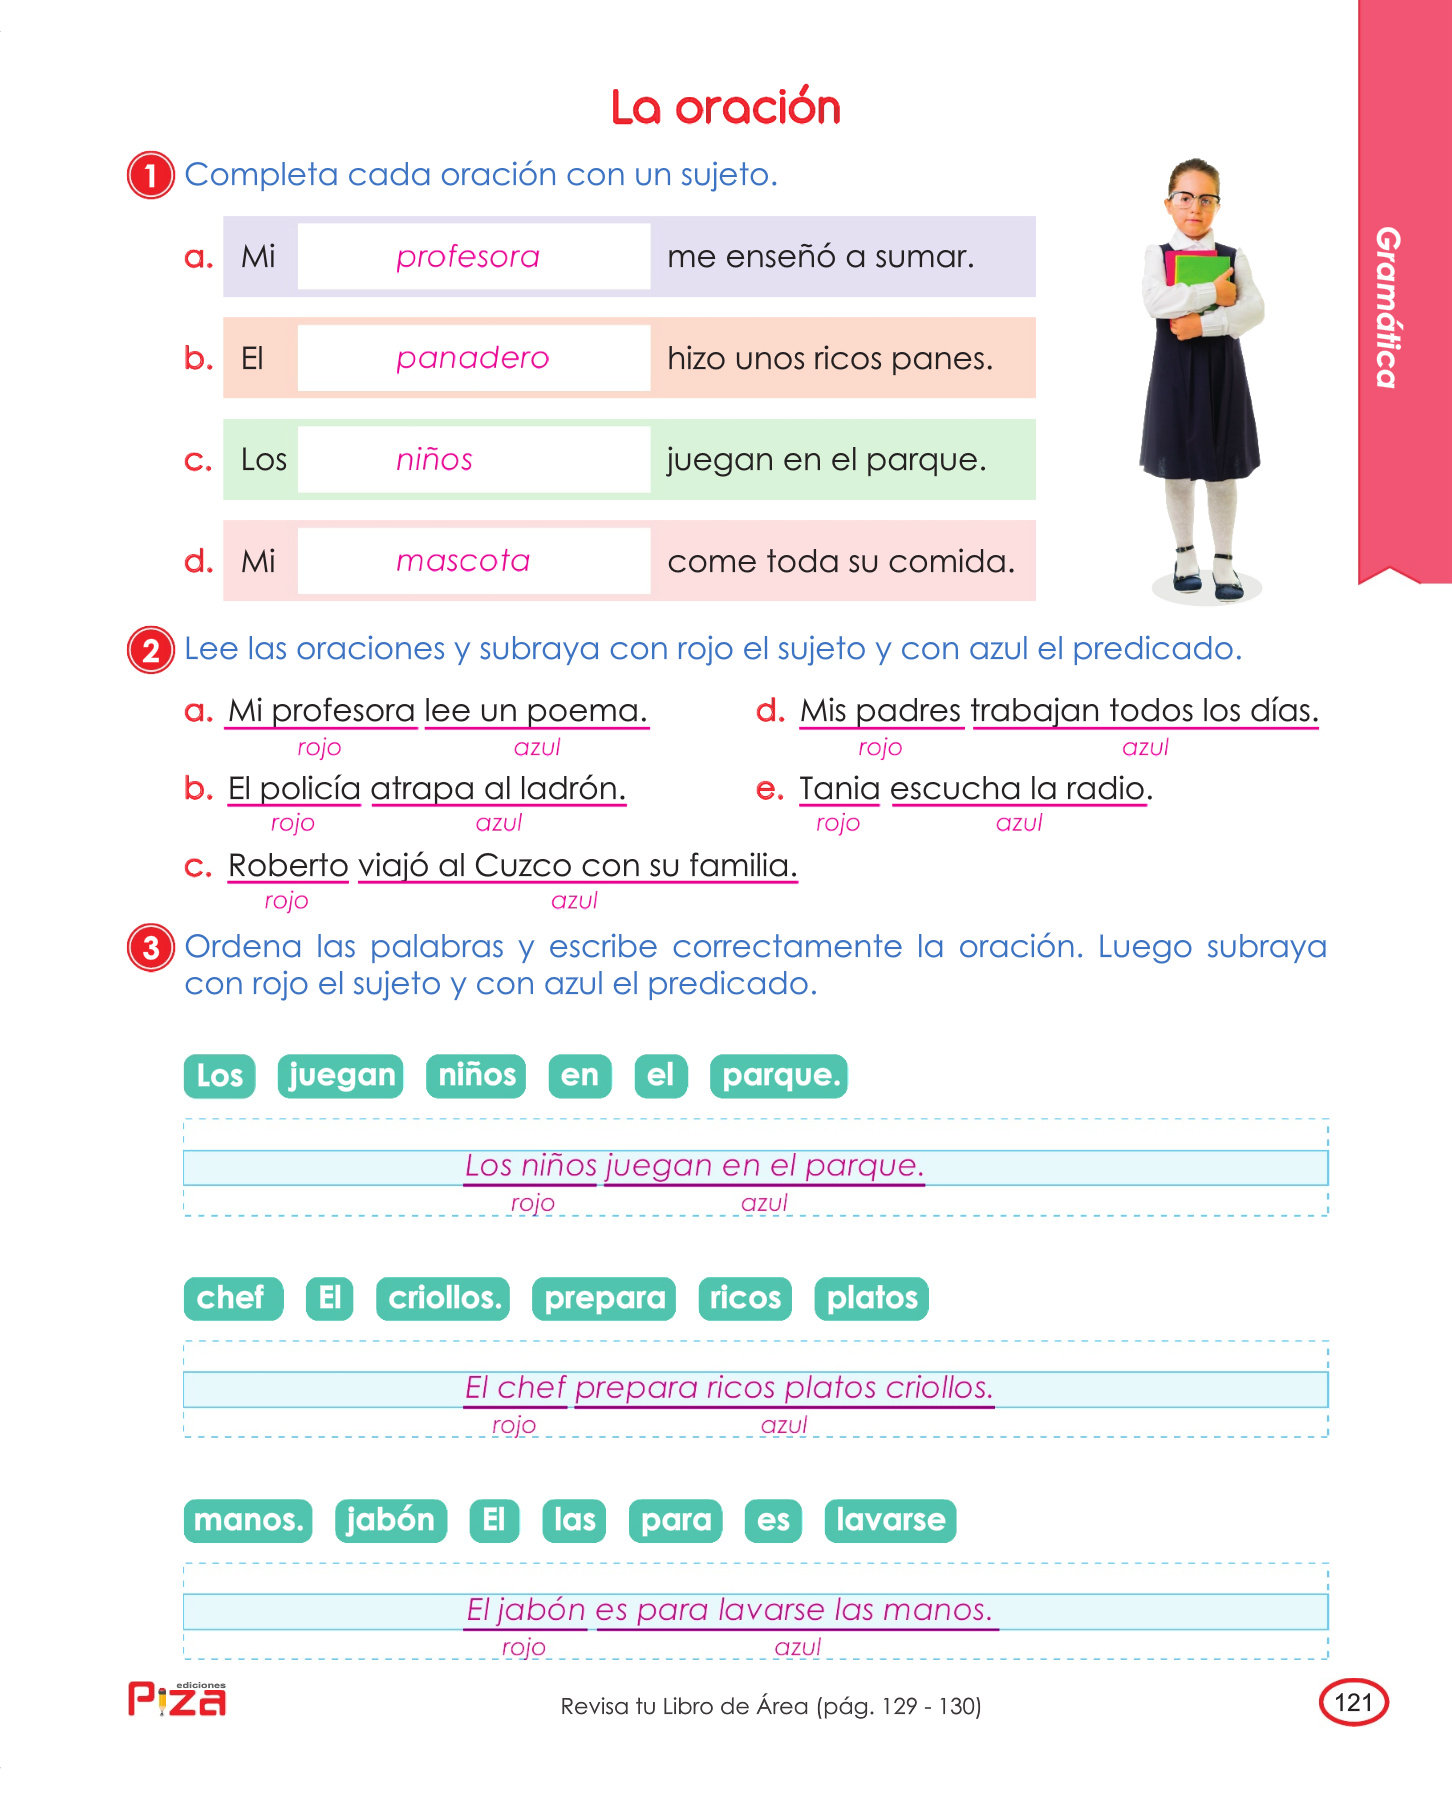 La oración
Gramática
1 Completa cada oración con un sujeto.
a. Mi profesora me enseñó a sumar.
b. El panadero hizo unos ricos panes.
c. Los niños juegan en el parque.
d. Mi mascota come toda su comida.
2 Lee las oraciones y subraya con rojo el sujeto y con azul el predicado.
a. Mi profesora lee un poema.
rojo azul
b. El policía atrapa al ladrón.
rojo azul
c. Roberto viajó al Cuzco con su familia.
rojo azul
d. Mis padres trabajan todos los días.
rojo azul
e. Tania escucha la radio.
rojo azul
3 Ordena las palabras y escribe correctamente la oración. Luego subraya
con rojo el sujeto y con azul el predicado.
Los juegan niños en el parque.
Los niños juegan en el parque.
rojo azul
chef El criollos. prepara ricos platos
El chef prepara ricos platos criollos.
rojo azul
manos. jabón El las para es lavarse
El jabón es para lavarse las manos.
rojo azul
ediciones
Piza
Revisa tu Libro de Área (pág. 129 - 130)
121